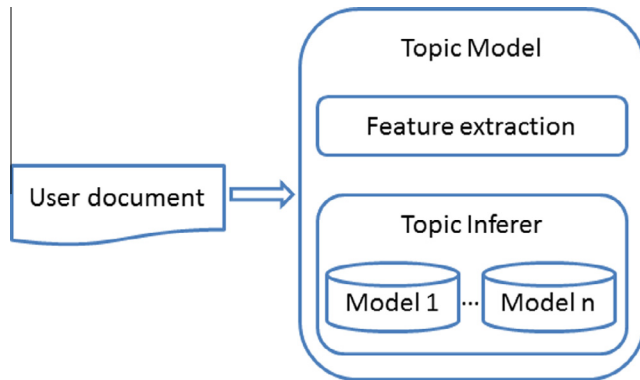 Topic Model
Feature extraction
User document
Topic Inferer
Model 1 ... Model n